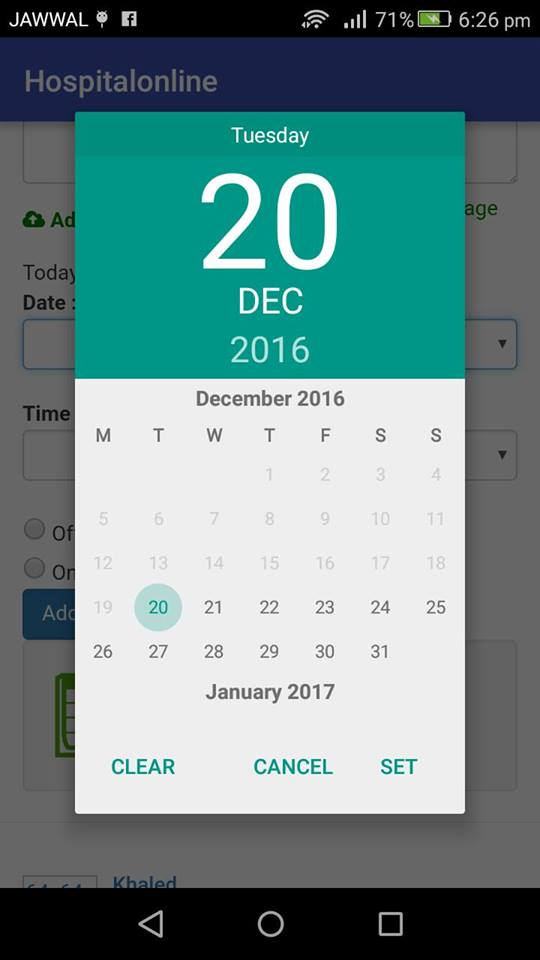 JAWWAL 71% 6:26 pm
Hospitalonline
Tuesday
20
DEC
2016
Ad age
Today
Date :
December 2016
M T W T F S S
Time
1 2 3 4
5 6 7 8 9 10 11
Of
12 13 14 15 16 17 18
On
19 20 21 22 23 24 25
Add
26 27 28 29 30 31
January 2017
CLEAR CANCEL SET
64 64 Khaled